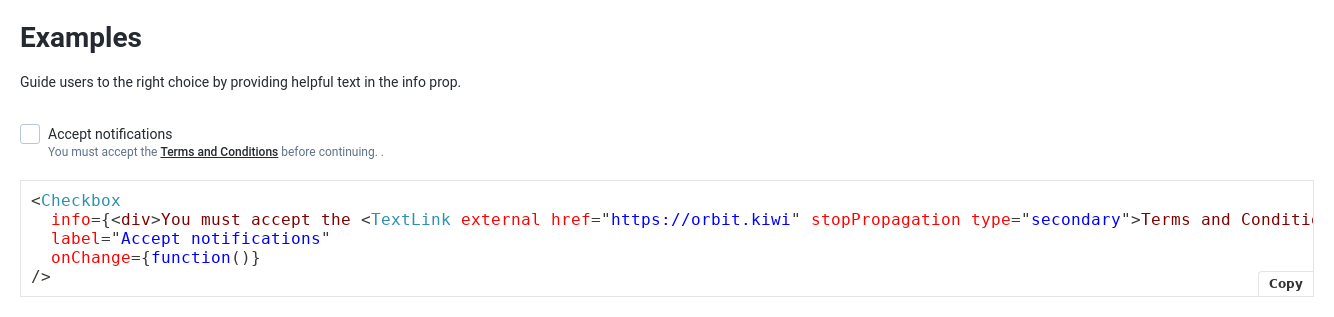 Examples
Guide users to the right choice by providing helpful text in the info prop.
Accept notifications
You must accept the Terms and Conditions before continuing. .
<Checkbox
  info={<div>You must accept the <TextLink external href="https://orbit.kiwi" stopPropagation type="secondary">Terms and Conditi
  label="Accept notifications"
  onChange={function()}
/>
Copy